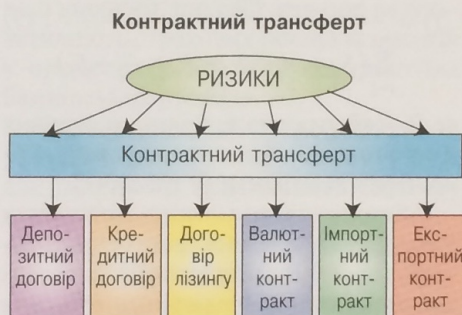 Контрактний трансферт
РИЗИКИ
Контрактний трансферт
Депо-
зитний
договір
Кре-
дитний
договір
Дого-
вір
лізингу
Валют-
ний
конт-
ракт
Імпорт-
ний
конт-
ракт
Екс-
портний
конт-
ракт